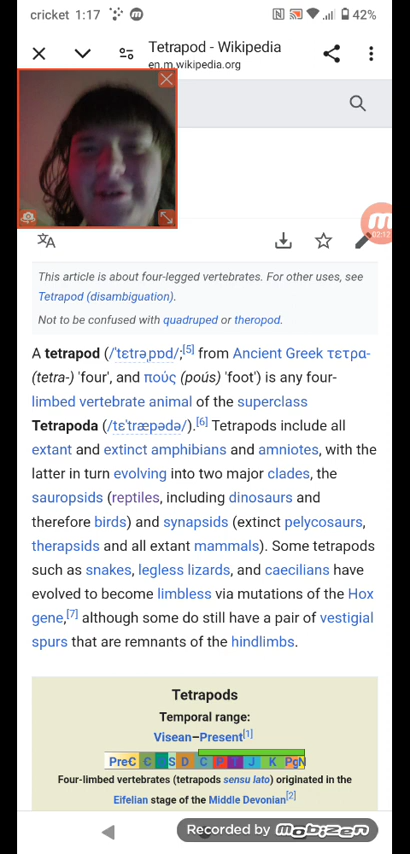 cricket 1:17 42%
Tetrapod - Wikipedia
en.m.wikipedia.org
02:12
This article is about four-legged vertebrates. For other uses, see
Tetrapod (disambiguation).
Not to be confused with quadruped or theropod.
A tetrapod (/ˈtɛtrəˌpɒd/;[5] from Ancient Greek τετρα-
(tetra-) 'four', and πούς (poús) 'foot') is any four-
limbed vertebrate animal of the superclass
Tetrapoda (/tɛˈtræpədə/).[6] Tetrapods include all
extant and extinct amphibians and amniotes, with the
latter in turn evolving into two major clades, the
sauropsids (reptiles, including dinosaurs and
therefore birds) and synapsids (extinct pelycosaurs,
therapsids and all extant mammals). Some tetrapods
such as snakes, legless lizards, and caecilians have
evolved to become limbless via mutations of the Hox
gene,[7] although some do still have a pair of vestigial
spurs that are remnants of the hindlimbs.
Tetrapods
Temporal range:
Visean–Present[1]
PreꞒ Ꞓ S D C P T J K PgN
Four-limbed vertebrates (tetrapods sensu lato) originated in the
Eifelian stage of the Middle Devonian[2]
Recorded by mobizen